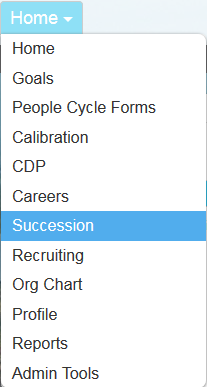 Home
Home
Goals
People Cycle Forms
Calibration
CDP
Careers
Succession
Recruiting
Org Chart
Profile
Reports
Admin Tools